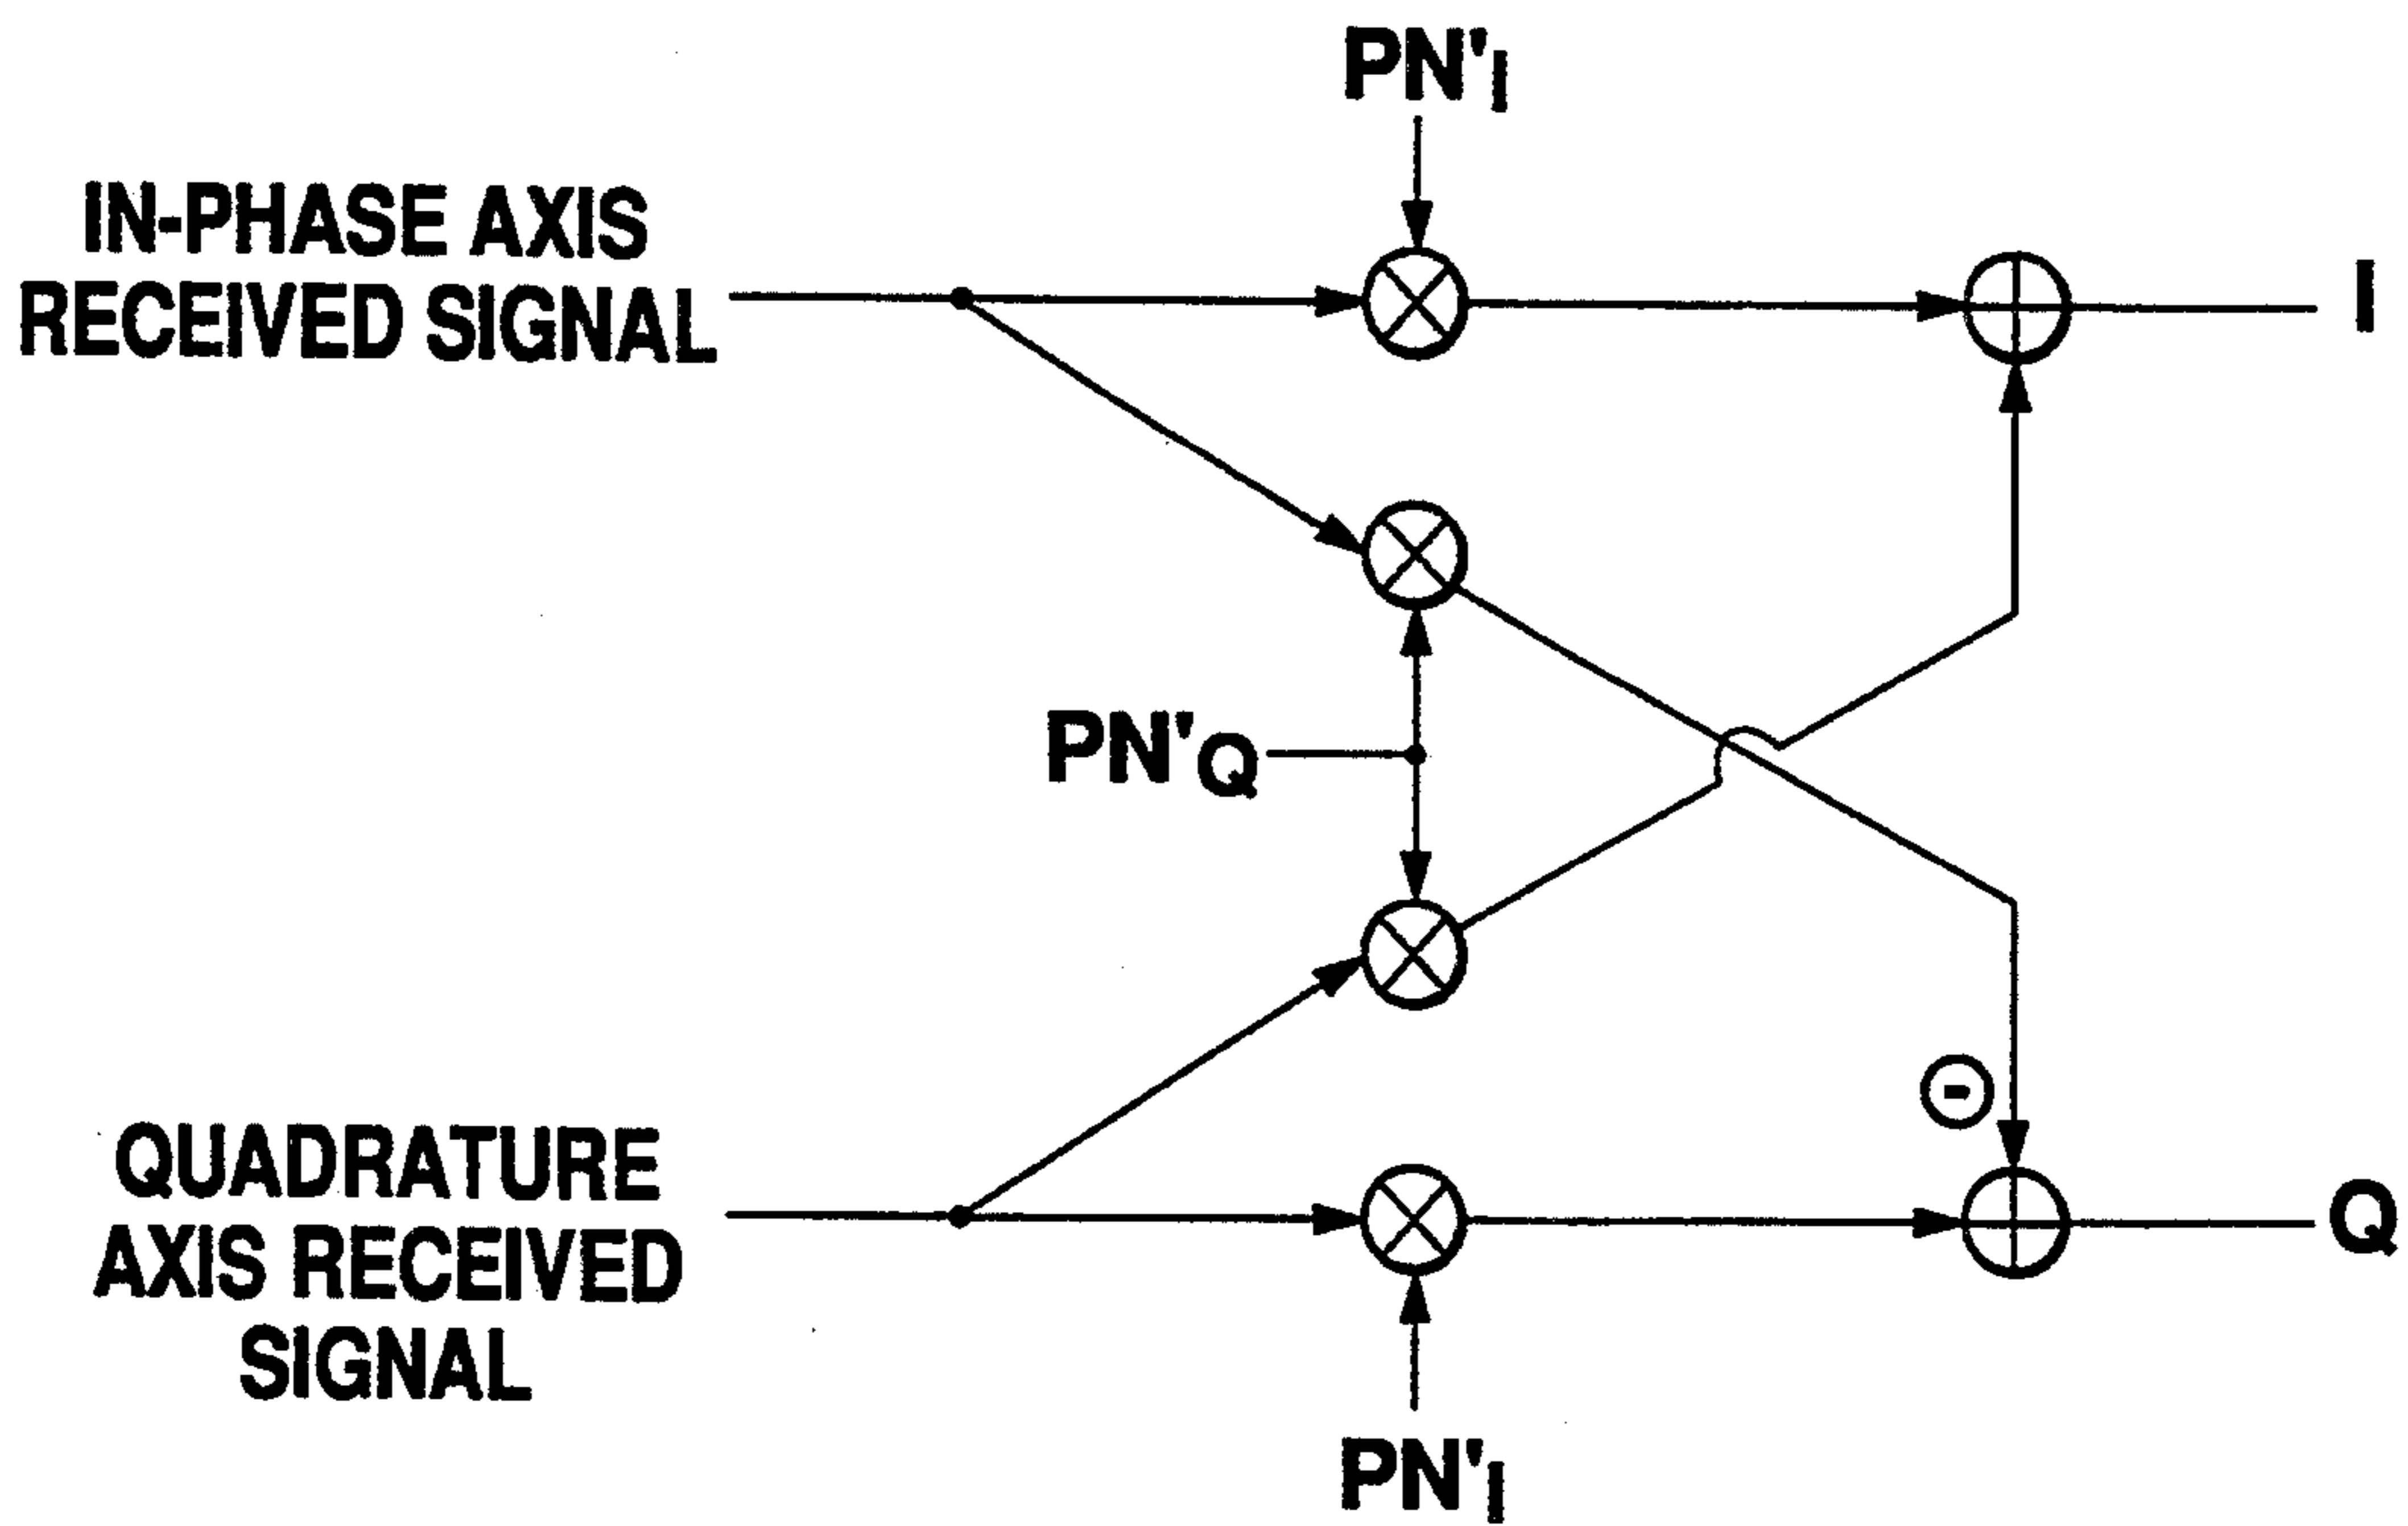 PN'I
IN-PHASE AXIS
RECEIVED SIGNAL
I
PN'Q
QUADRATURE
AXIS RECEIVED
SIGNAL
Q
PN'I